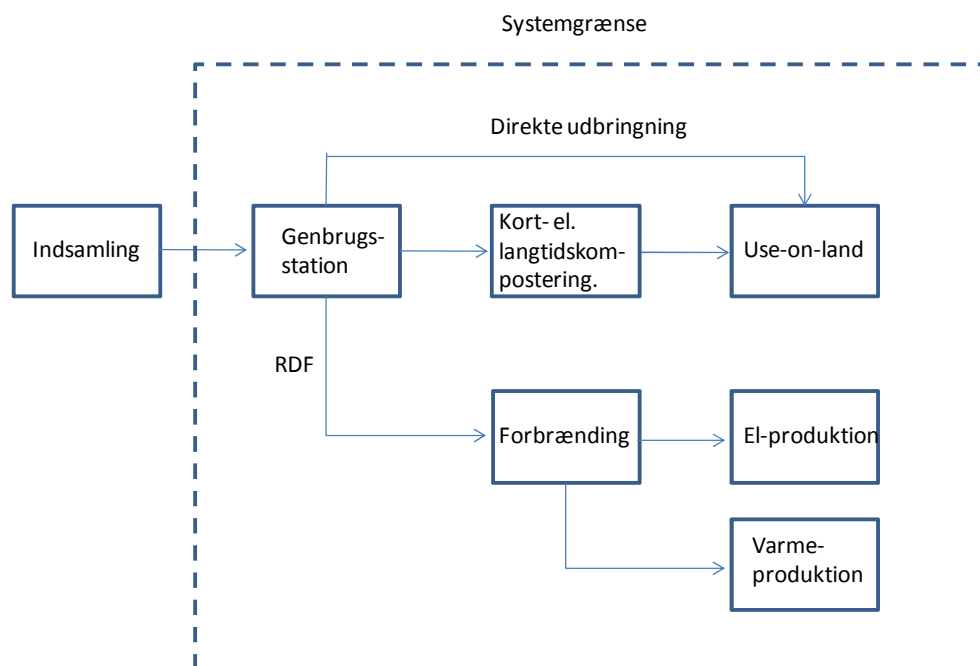 Systemgrænse
Direkte udbringning
Indsamling
Genbrugs-
station
Kort- el.
langtidskom-
postering.
Use-on-land
RDF
Forbrænding
El-produktion
Varme-
produktion